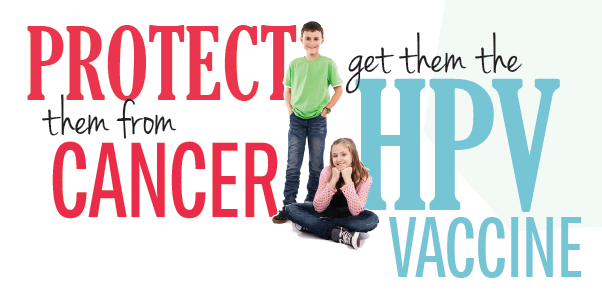 PROTECT
them from
CANCER
get them the
HPV
VACCINE